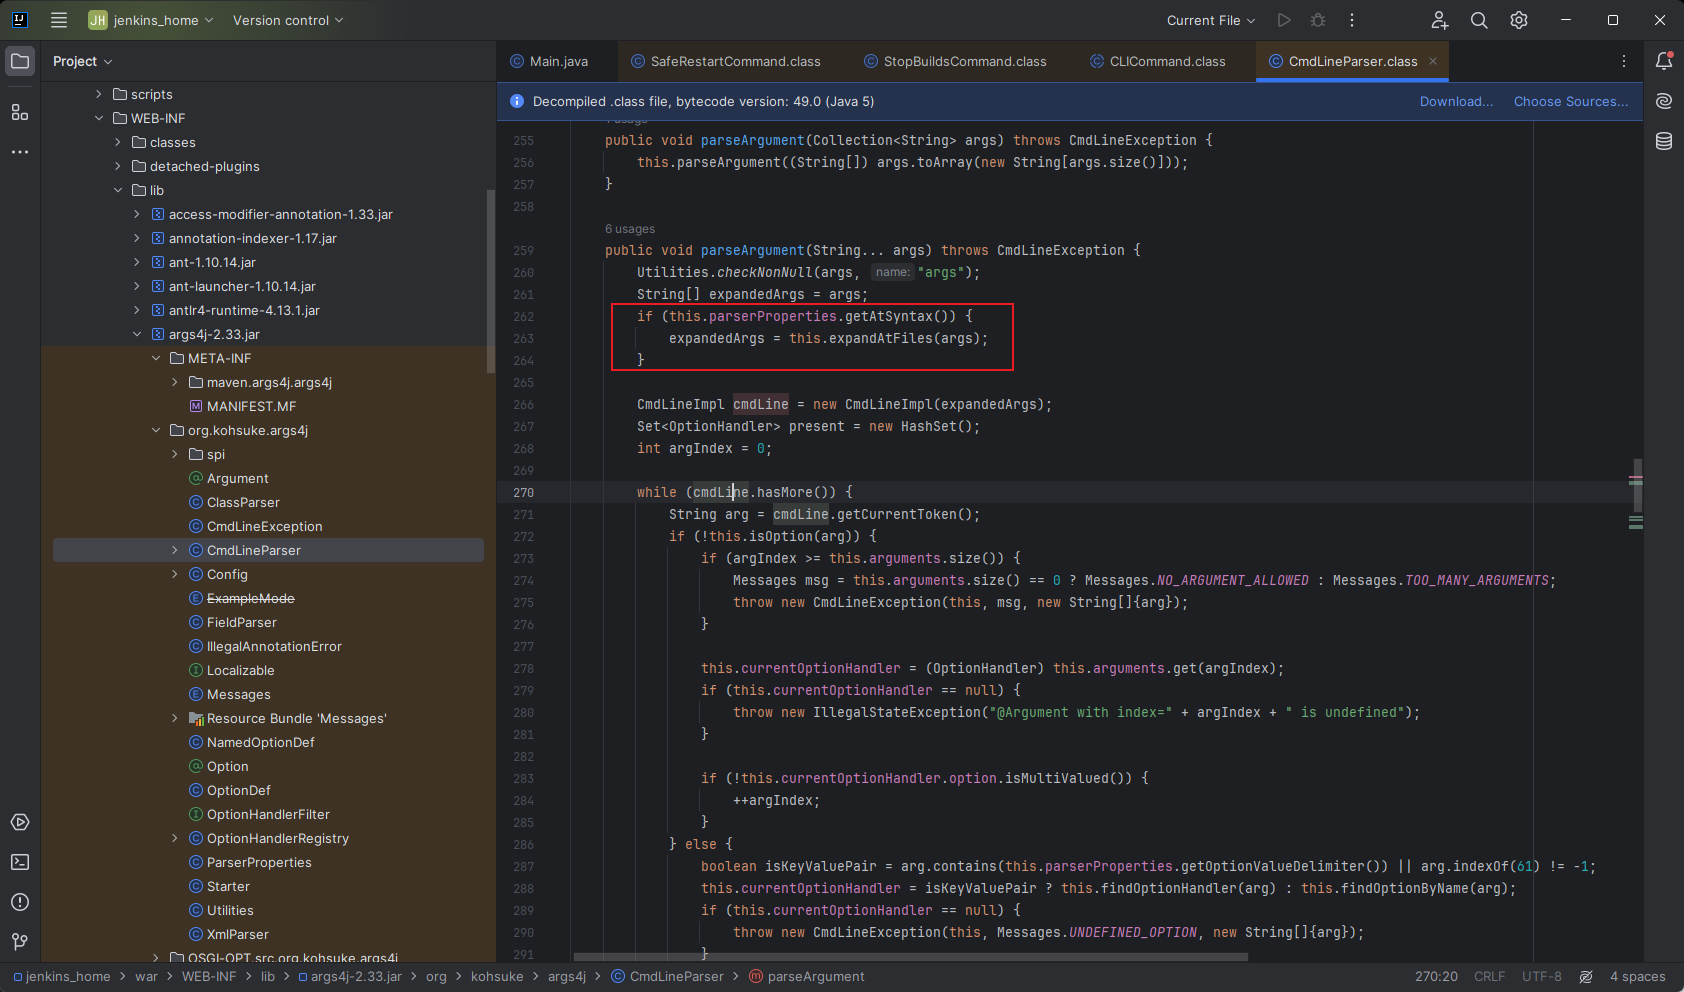 JH jenkins_home Version control Current File
Project
Main.java SafeRestartCommand.class StopBuildsCommand.class CLICommand.class CmdLineParser.class
Decompiled .class file, bytecode version: 49.0 (Java 5) Download... Choose Sources...
scripts
WEB-INF
classes
detached-plugins
lib
access-modifier-annotation-1.33.jar
annotation-indexer-1.17.jar
ant-1.10.14.jar
ant-launcher-1.10.14.jar
antlr4-runtime-4.13.1.jar
args4j-2.33.jar
META-INF
maven.args4j.args4j
MANIFEST.MF
org.kohsuke.args4j
spi
Argument
ClassParser
CmdLineException
CmdLineParser
Config
ExampleMode
FieldParser
IllegalAnnotationError
Localizable
Messages
Resource Bundle 'Messages'
NamedOptionDef
Option
OptionDef
OptionHandlerFilter
OptionHandlerRegistry
ParserProperties
Starter
Utilities
XmlParser
OSGI-OPT.src.org.kohsuke.args4j
1 usage
255 public void parseArgument(Collection<String> args) throws CmdLineException {
256 this.parseArgument((String[]) args.toArray(new String[args.size()]));
257 }
258
6 usages
259 public void parseArgument(String... args) throws CmdLineException {
260 Utilities.checkNonNull(args, name: "args");
261 String[] expandedArgs = args;
262 if (this.parserProperties.getAtSyntax()) {
263 expandedArgs = this.expandAtFiles(args);
264 }
265
266 CmdLineImpl cmdLine = new CmdLineImpl(expandedArgs);
267 Set<OptionHandler> present = new HashSet();
268 int argIndex = 0;
269
270 while (cmdLine.hasMore()) {
271 String arg = cmdLine.getCurrentToken();
272 if (!this.isOption(arg)) {
273 if (argIndex >= this.arguments.size()) {
274 Messages msg = this.arguments.size() == 0 ? Messages.NO_ARGUMENT_ALLOWED : Messages.TOO_MANY_ARGUMENTS;
275 throw new CmdLineException(this, msg, new String[]{arg});
276 }
277
278 this.currentOptionHandler = (OptionHandler) this.arguments.get(argIndex);
279 if (this.currentOptionHandler == null) {
280 throw new IllegalStateException("@Argument with index=" + argIndex + " is undefined");
281 }
282
283 if (!this.currentOptionHandler.option.isMultiValued()) {
284 ++argIndex;
285 }
286 } else {
287 boolean isKeyValuePair = arg.contains(this.parserProperties.getOptionValueDelimiter()) || arg.indexOf(61) != -1;
288 this.currentOptionHandler = isKeyValuePair ? this.findOptionHandler(arg) : this.findOptionByName(arg);
289 if (this.currentOptionHandler == null) {
290 throw new CmdLineException(this, Messages.UNDEFINED_OPTION, new String[]{arg});
291 }
jenkins_home > war > WEB-INF > lib > args4j-2.33.jar > org > kohsuke > args4j > CmdLineParser > parseArgument 270:20 CRLF UTF-8 4 spaces